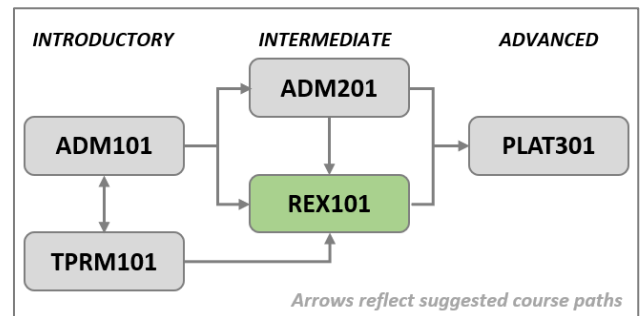 INTRODUCTORY INTERMEDIATE ADVANCED
ADM201
ADM101 PLAT301
REX101
TPRM101
Arrows reflect suggested course paths